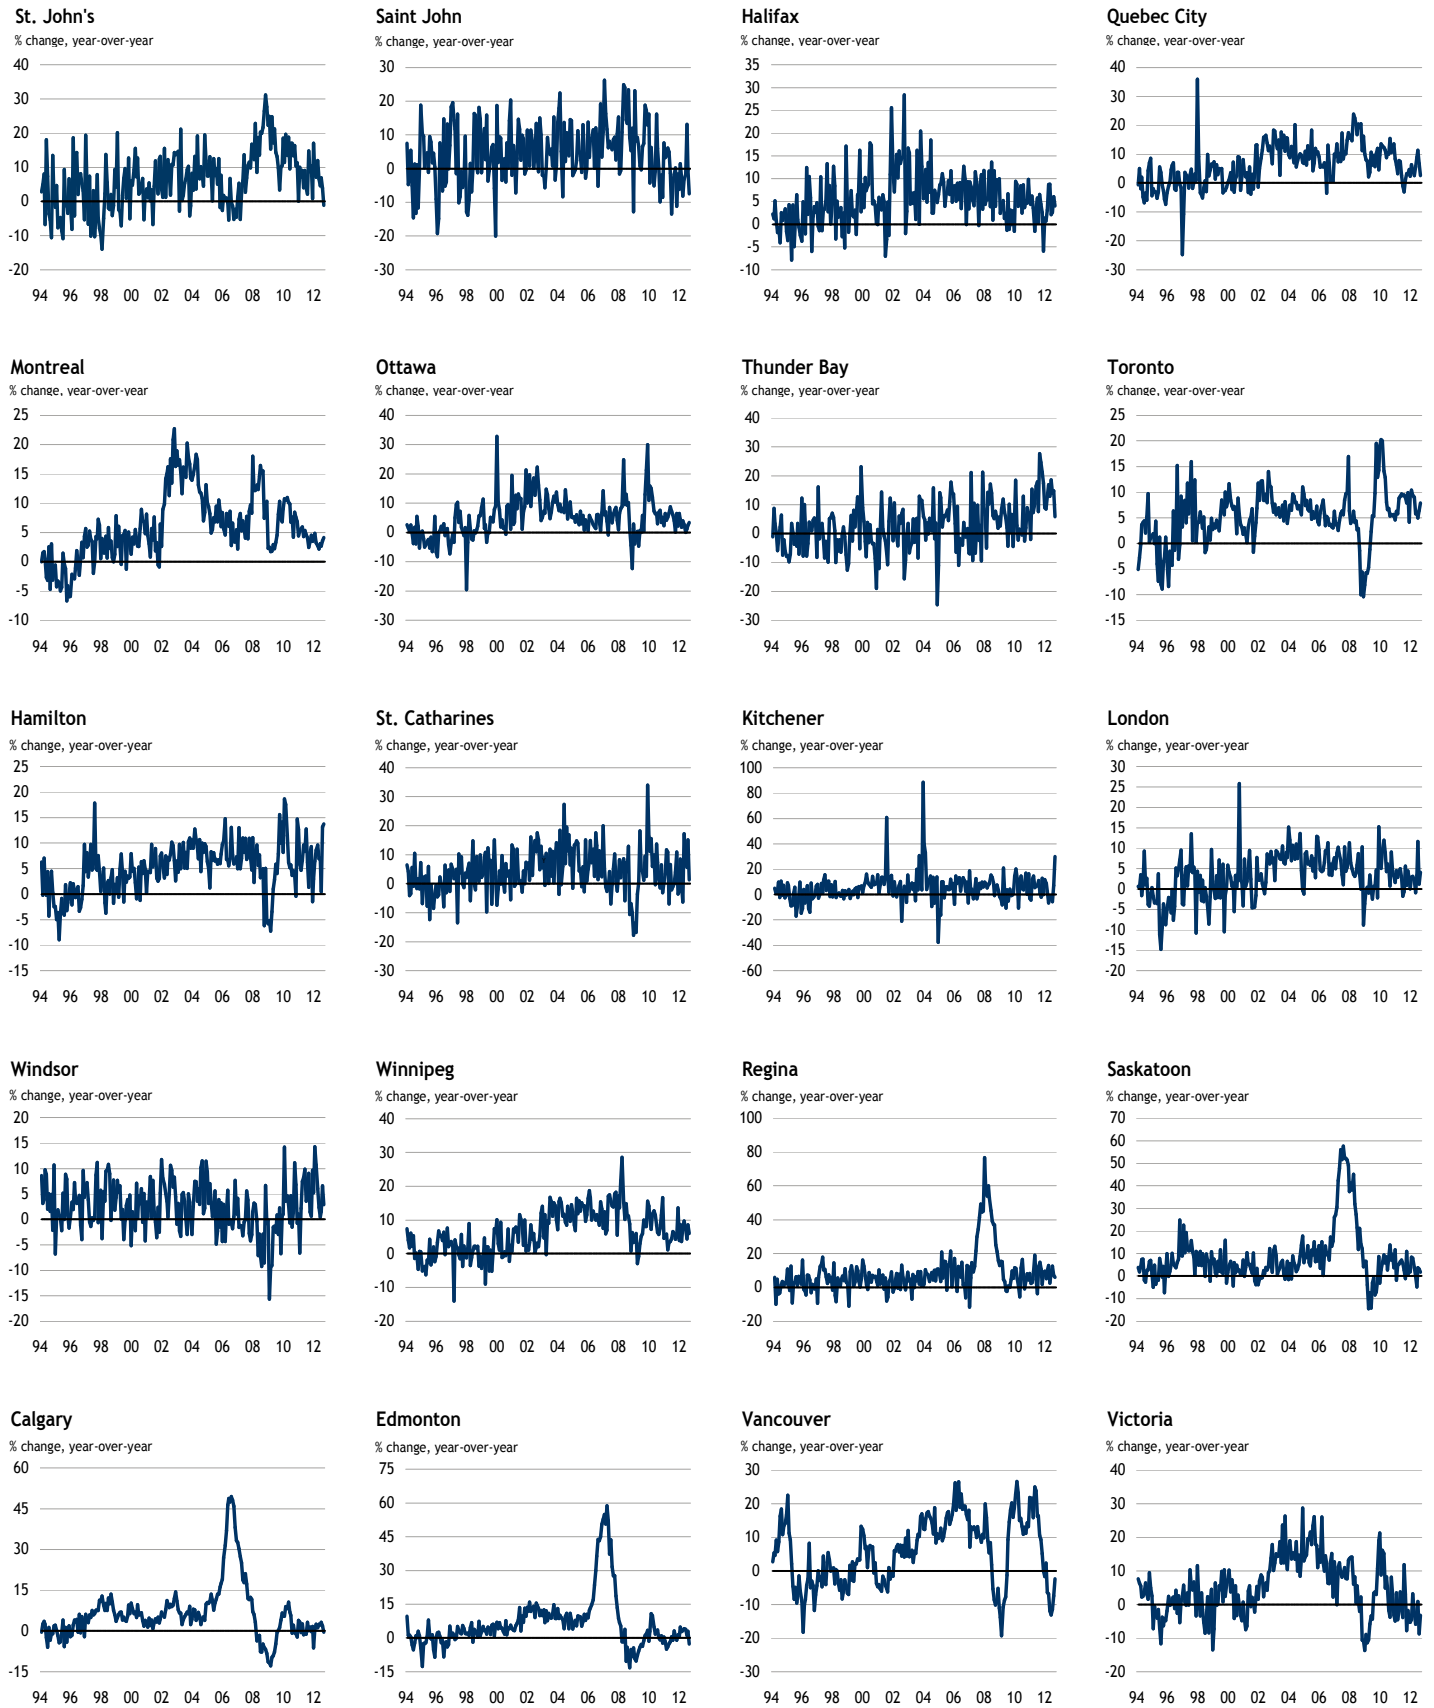 St. John's
% change, year-over-year
40
30
20
10
0
-10
-20
94 96 98 00 02 04 06 08 10 12
Saint John
% change, year-over-year
30
20
10
0
-10
-20
-30
94 96 98 00 02 04 06 08 10 12
Halifax
% change, year-over-year
35
30
25
20
15
10
5
0
-5
-10
94 96 98 00 02 04 06 08 10 12
Quebec City
% change, year-over-year
40
30
20
10
0
-10
-20
-30
94 96 98 00 02 04 06 08 10 12
Montreal
% change, year-over-year
25
20
15
10
5
0
-5
-10
94 96 98 00 02 04 06 08 10 12
Ottawa
% change, year-over-year
40
30
20
10
0
-10
-20
-30
94 96 98 00 02 04 06 08 10 12
Thunder Bay
% change, year-over-year
40
30
20
10
0
-10
-20
-30
94 96 98 00 02 04 06 08 10 12
Toronto
% change, year-over-year
25
20
15
10
5
0
-5
-10
-15
94 96 98 00 02 04 06 08 10 12
Hamilton
% change, year-over-year
25
20
15
10
5
0
-5
-10
-15
94 96 98 00 02 04 06 08 10 12
St. Catharines
% change, year-over-year
40
30
20
10
0
-10
-20
-30
94 96 98 00 02 04 06 08 10 12
Kitchener
% change, year-over-year
100
80
60
40
20
0
-20
-40
-60
94 96 98 00 02 04 06 08 10 12
London
% change, year-over-year
30
25
20
15
10
5
0
-5
-10
-15
-20
94 96 98 00 02 04 06 08 10 12
Windsor
% change, year-over-year
20
15
10
5
0
-5
-10
-15
-20
94 96 98 00 02 04 06 08 10 12
Winnipeg
% change, year-over-year
40
30
20
10
0
-10
-20
94 96 98 00 02 04 06 08 10 12
Regina
% change, year-over-year
100
80
60
40
20
0
-20
94 96 98 00 02 04 06 08 10 12
Saskatoon
% change, year-over-year
70
60
50
40
30
20
10
0
-10
-20
94 96 98 00 02 04 06 08 10 12
Calgary
% change, year-over-year
60
45
30
15
0
-15
94 96 98 00 02 04 06 08 10 12
Edmonton
% change, year-over-year
75
60
45
30
15
0
-15
94 96 98 00 02 04 06 08 10 12
Vancouver
% change, year-over-year
30
20
10
0
-10
-20
-30
94 96 98 00 02 04 06 08 10 12
Victoria
% change, year-over-year
40
30
20
10
0
-10
-20
94 96 98 00 02 04 06 08 10 12